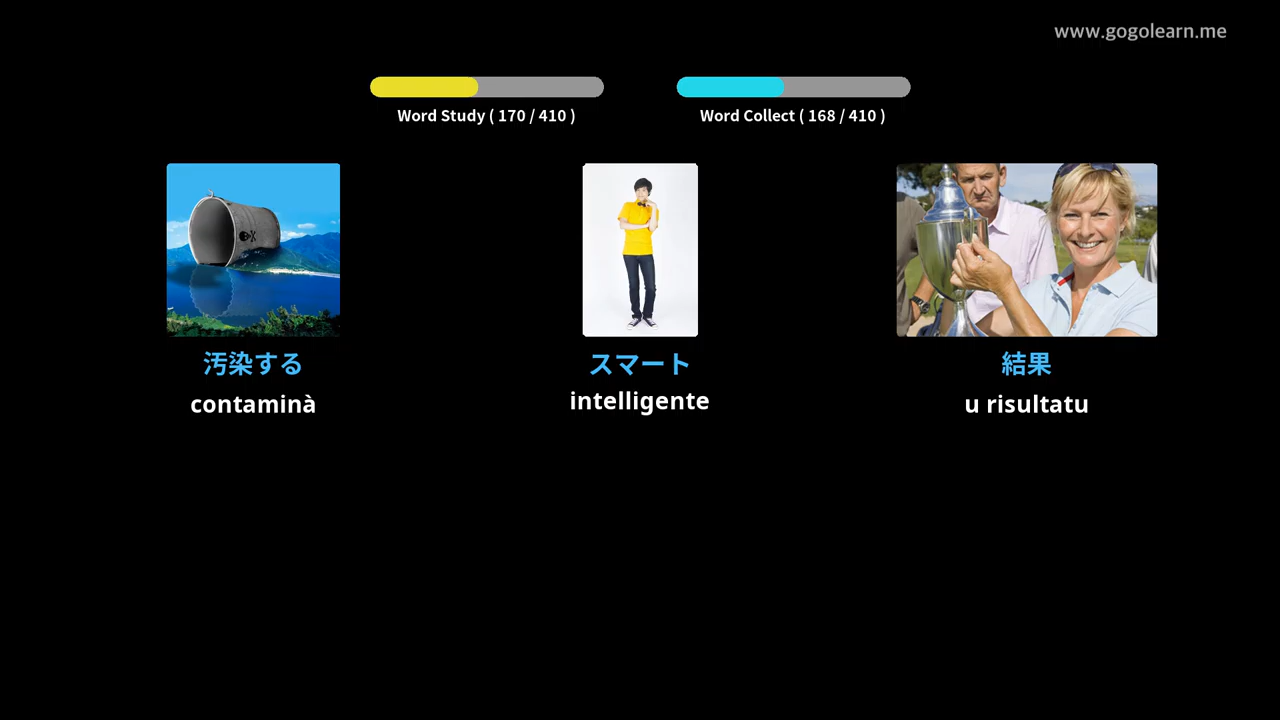 www.gogolearn.me
Word Study ( 170 / 410 )
Word Collect ( 168 / 410 )
汚染する
スマート
結果
contaminà
intelligente
u risultatu